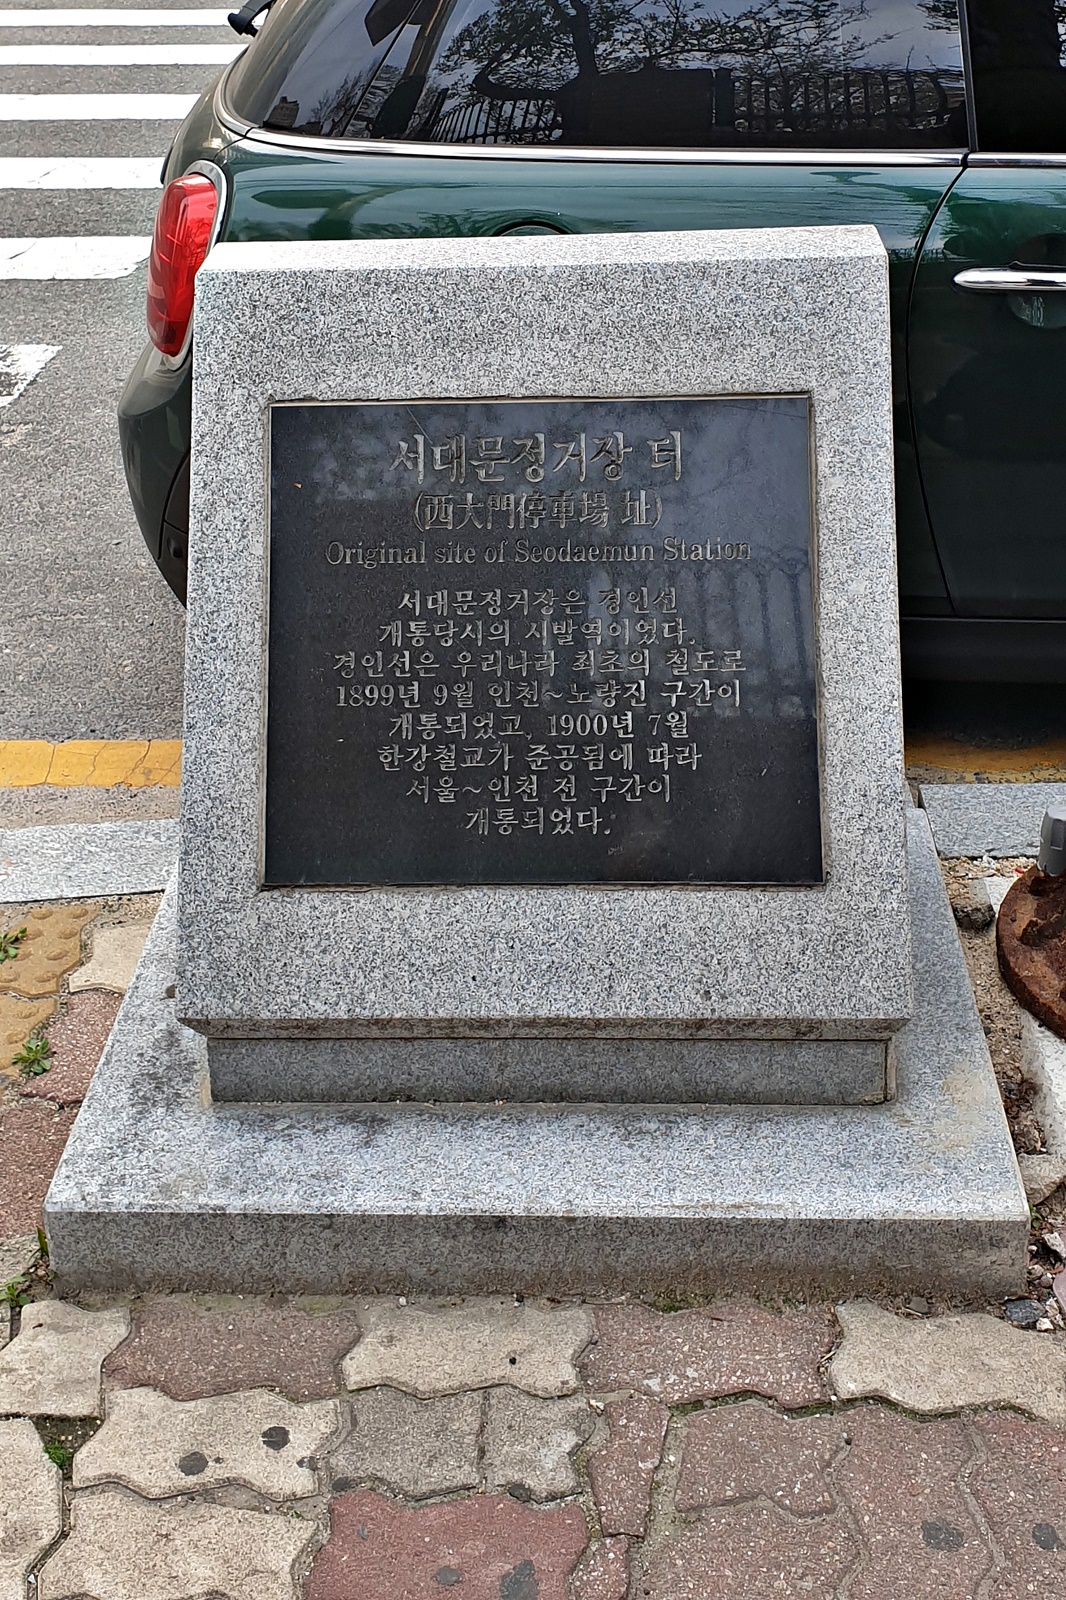 서대문정거장 터
(西大門停車場 址)
Original site of Seodaemun Station
서대문정거장은 경인선
개통당시의 시발역이었다.
경인선은 우리나라 최초의 철도로
1899년 9월 인천~노량진 구간이
개통되었고, 1900년 7월
한강철교가 준공됨에 따라
서울~인천 전 구간이
개통되었다.